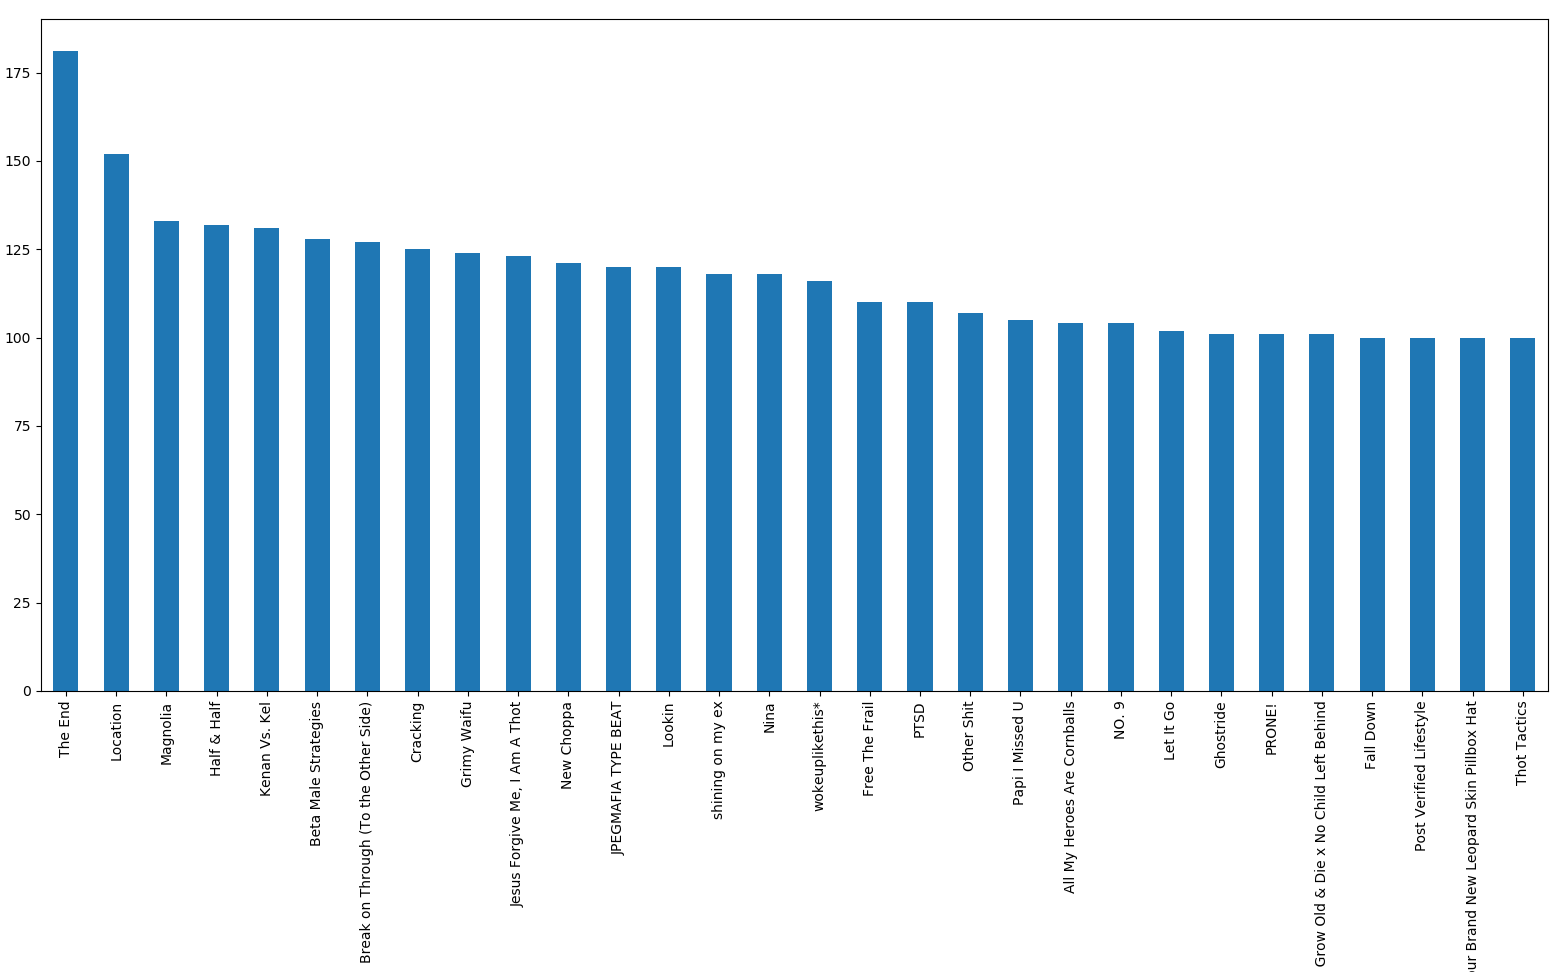 175
150
125
100
75
50
25
0
The End
Location
Magnolia
Half & Half
Kenan Vs. Kel
Beta Male Strategies
Break on Through (To the Other Side)
Cracking
Grimy Waifu
Jesus Forgive Me, I Am A Thot
New Choppa
JPEGMAFIA TYPE BEAT
Lookin
shining on my ex
Nina
wokeuplikethis*
Free The Frail
PTSD
Other Shit
Papi I Missed U
All My Heroes Are Cornballs
NO. 9
Let It Go
Ghostride
PRONE!
Grow Old & Die x No Child Left Behind
Fall Down
Post Verified Lifestyle
Brand New Leopard Skin Pillbox Hat
Thot Tactics